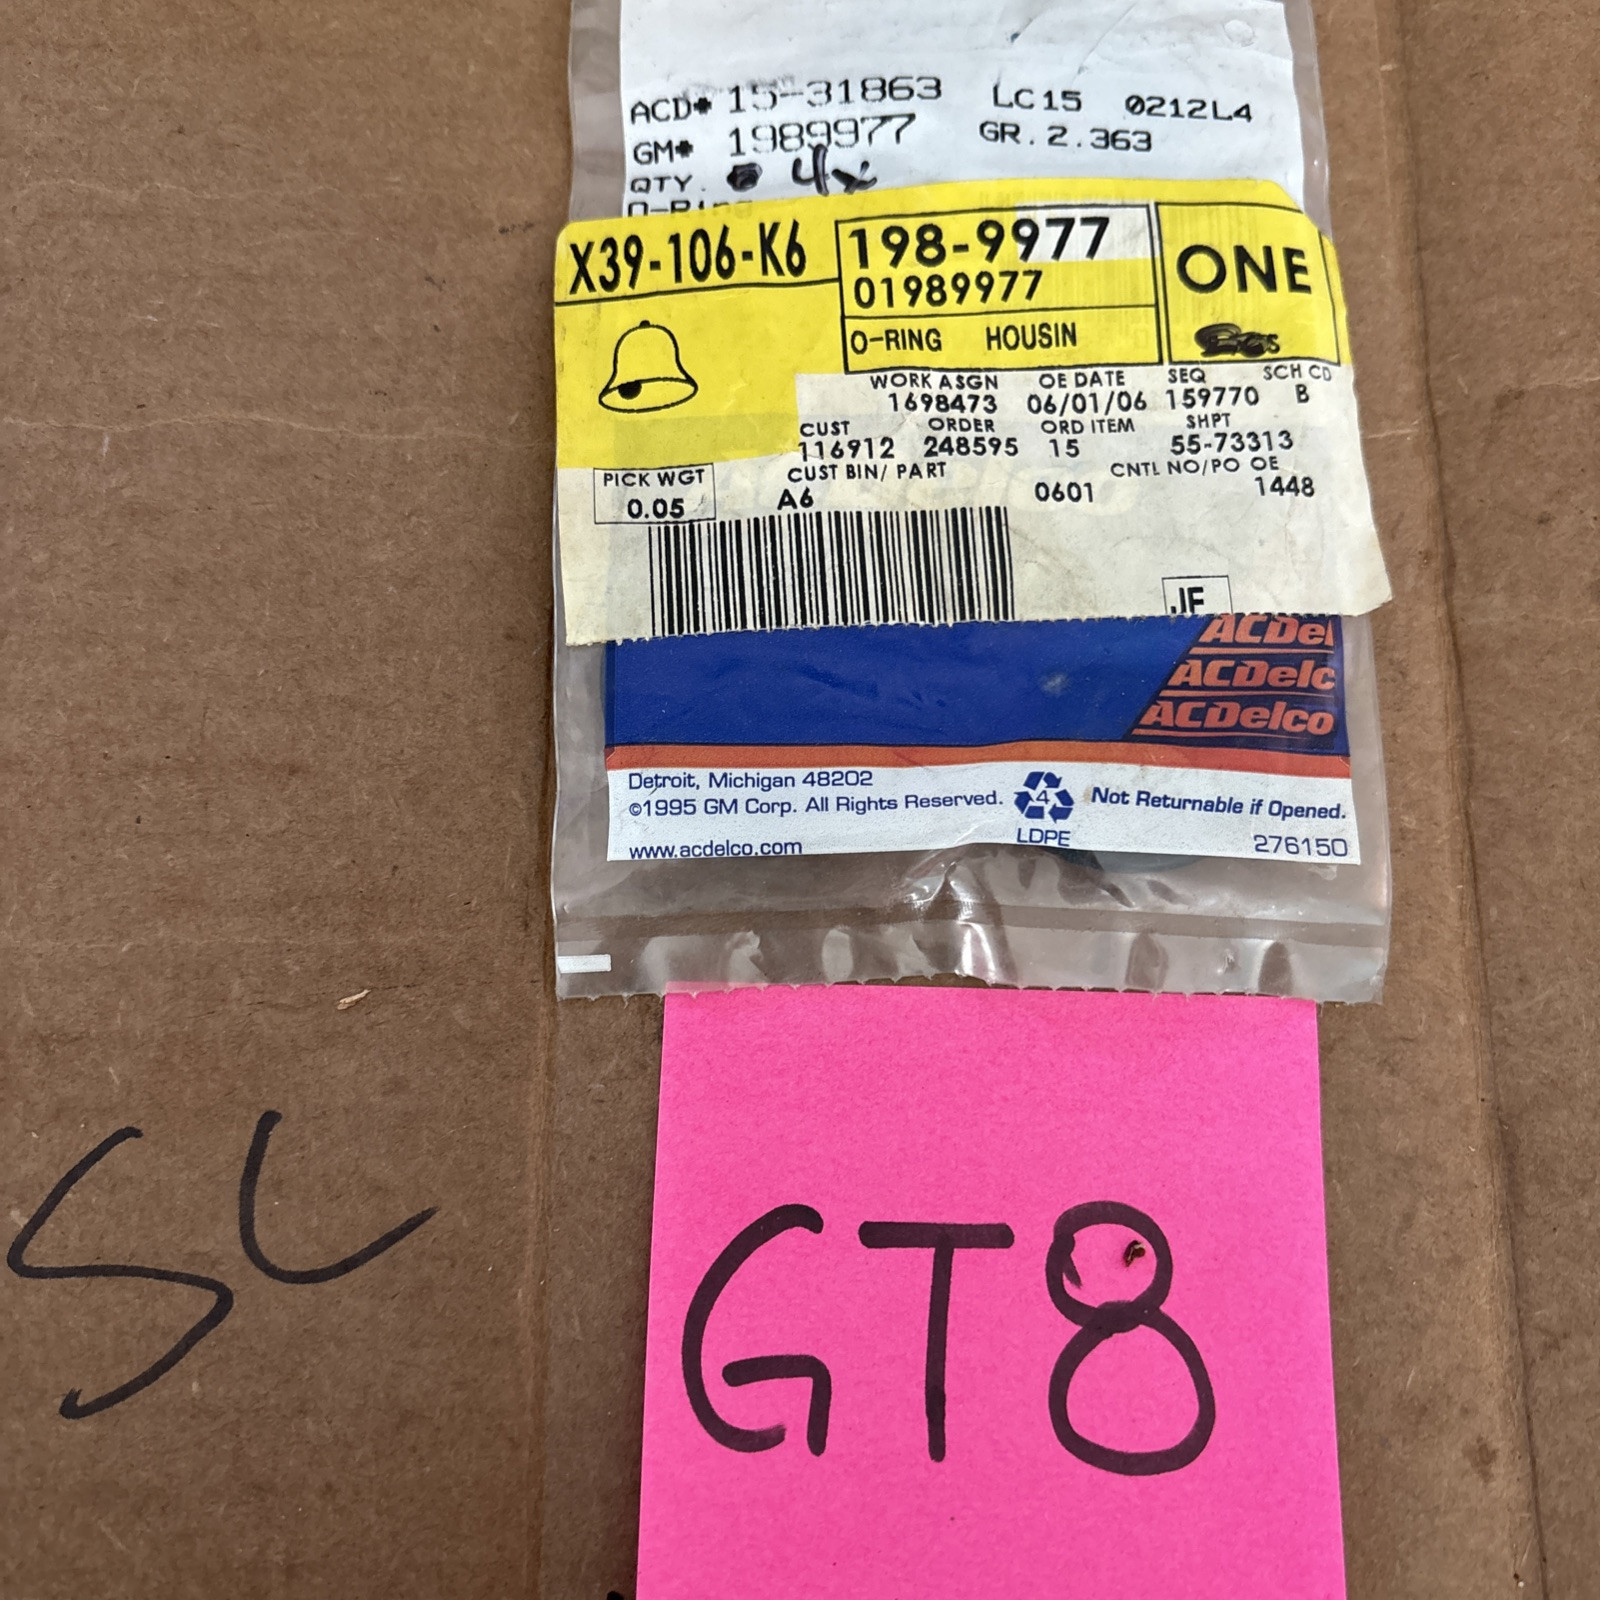 ACD# 15-31863 LC15 0212L4
GM# 1989977 GR. 2.363
QTY. 4x
O-Ring
X39-106-K6
198-9977
01989977
O-RING HOUSIN
ONE
WORK ASGN OE DATE SEQ SCH CD
1698473 06/01/06 159770 B
CUST ORDER ORD ITEM SHPT
116912 248595 15 55-73313
PICK WGT CUST BIN/ PART CNTL NO/PO OE
0.05 A6 0601 1448
JF
ACDel
ACDelc
ACDelco
Detroit, Michigan 48202
©1995 GM Corp. All Rights Reserved.
4
LDPE
Not Returnable if Opened.
www.acdelco.com
276150
SL
GT8